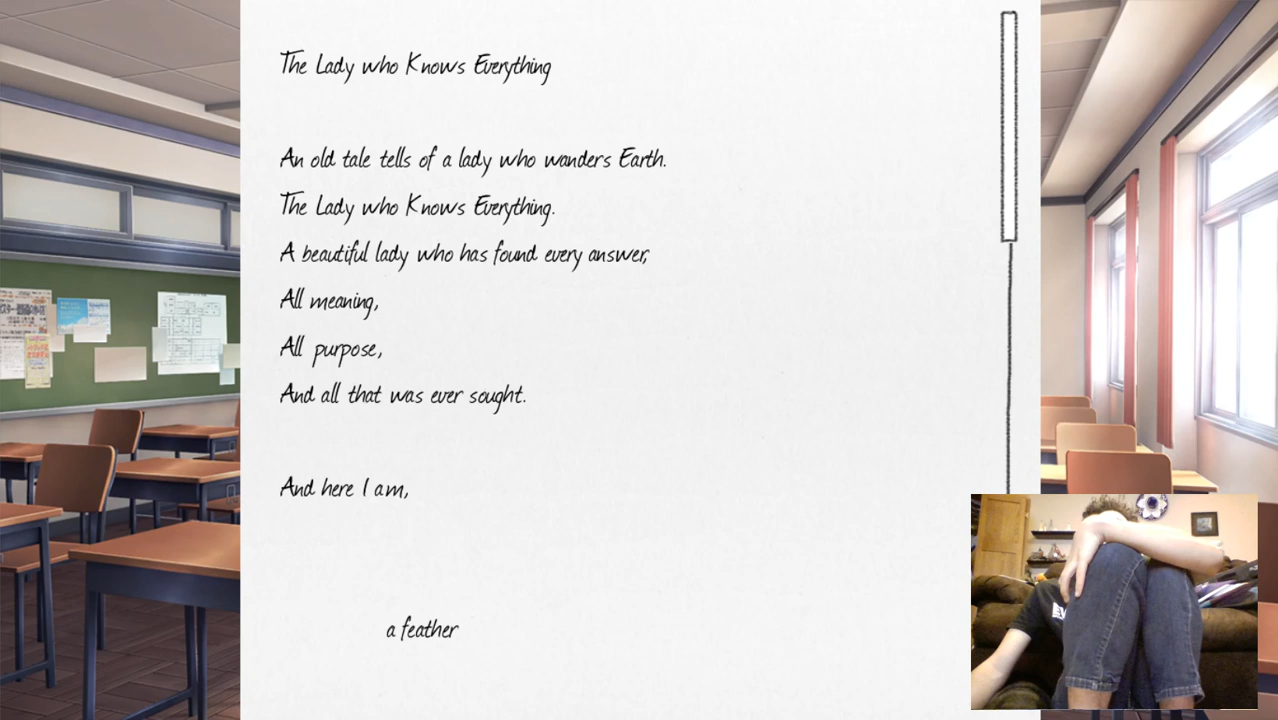 The Lady who Knows Everything
An old tale tells of a lady who wanders Earth.
The Lady who Knows Everything.
A beautiful lady who has found every answer,
All meaning,
All purpose,
And all that was ever sought.
And here I am,
a feather